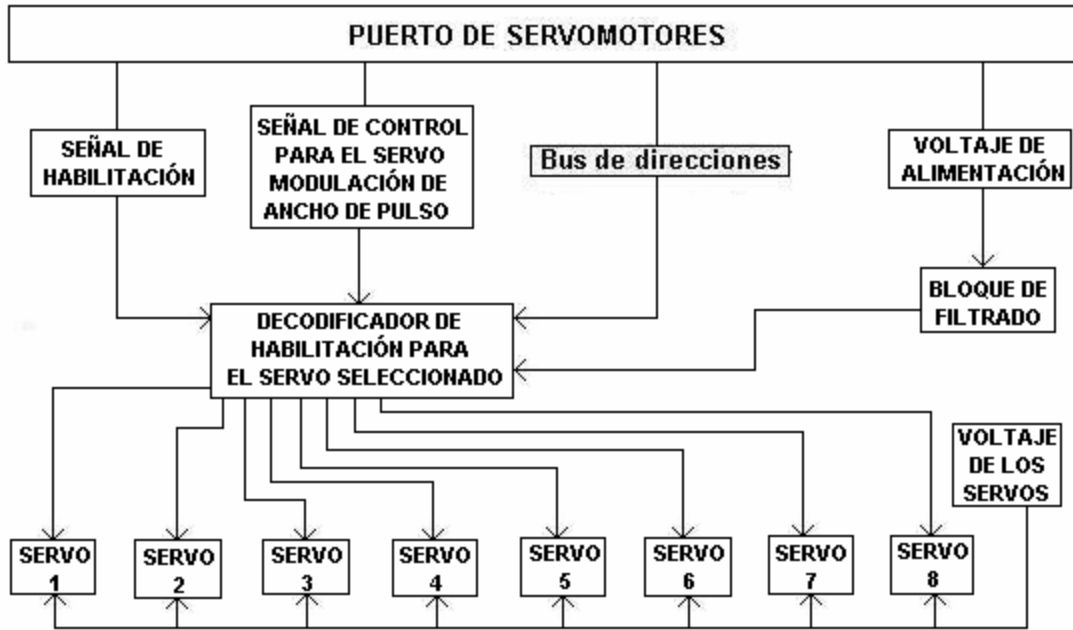 PUERTO DE SERVOMOTORES
SEÑAL DE
HABILITACIÓN
SEÑAL DE CONTROL
PARA EL SERVO
MODULACIÓN DE
ANCHO DE PULSO
Bus de direcciones
VOLTAJE DE
ALIMENTACIÓN
BLOQUE DE
FILTRADO
DECODIFICADOR DE
HABILITACIÓN PARA
EL SERVO SELECCIONADO
VOLTAJE
DE LOS
SERVOS
SERVO
1
SERVO
2
SERVO
3
SERVO
4
SERVO
5
SERVO
6
SERVO
7
SERVO
8